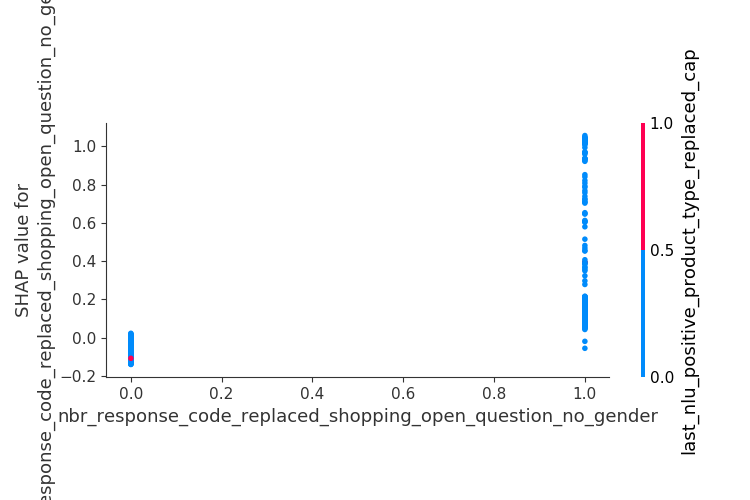 SHAP value for
esponse_code_replaced_shopping_open_question_no_ge
1.0
0.8
0.6
0.4
0.2
0.0
−0.2
0.0 0.2 0.4 0.6 0.8 1.0
nbr_response_code_replaced_shopping_open_question_no_gender
1.0
0.5
0.0
last_nlu_positive_product_type_replaced_cap